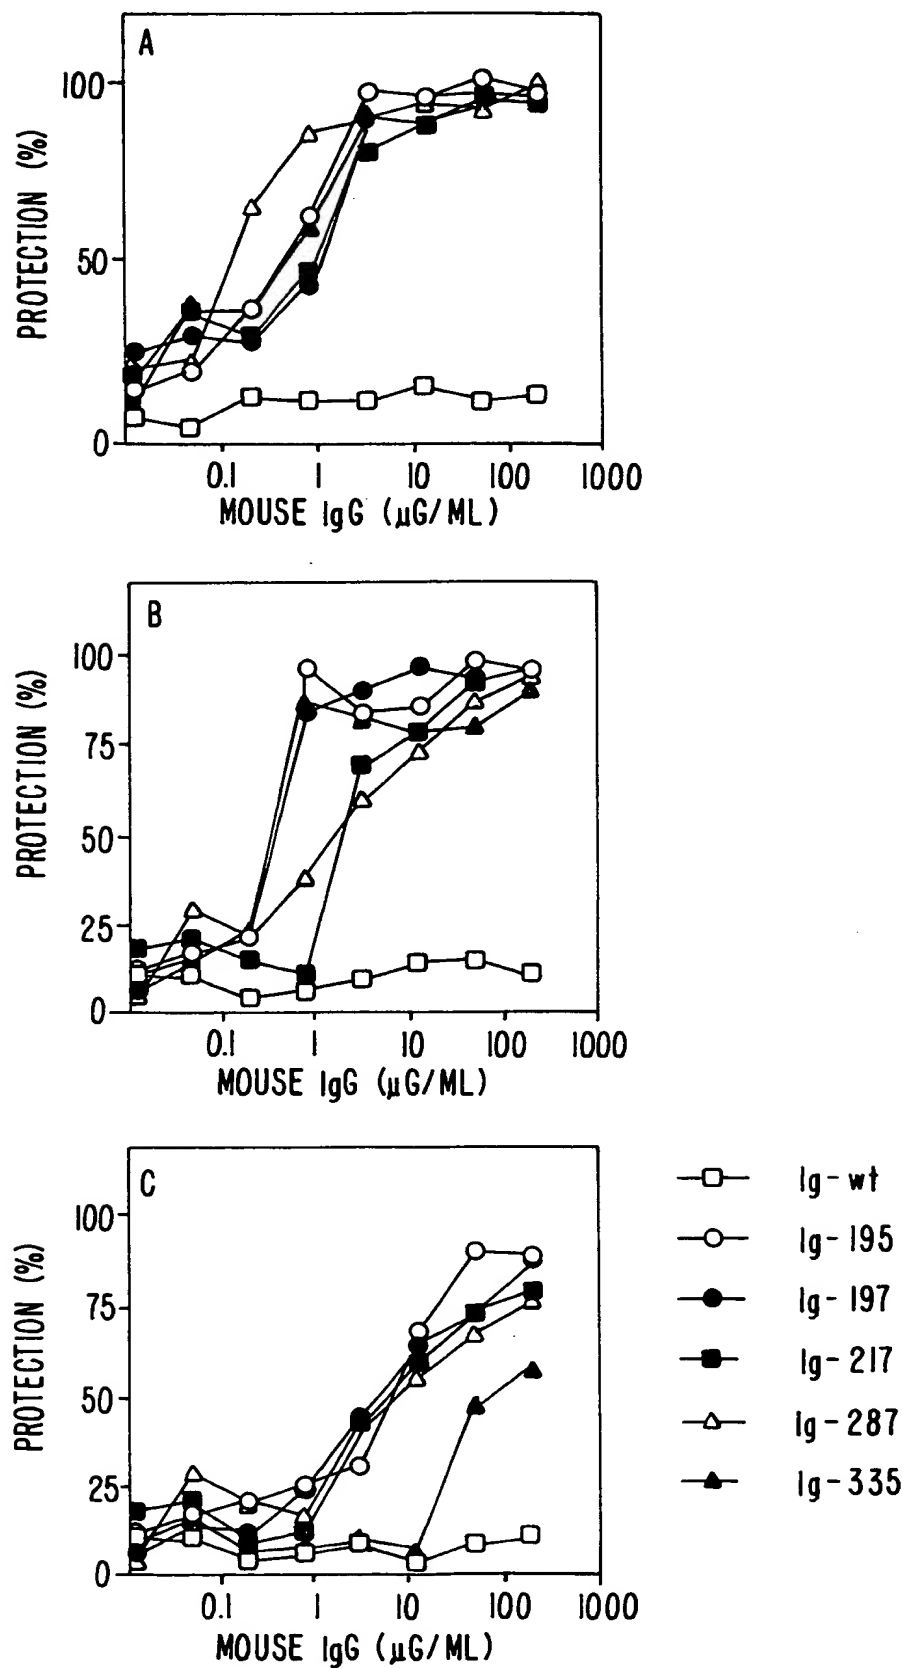 A
PROTECTION (%)
100
50
0
0.1 1 10 100 1000
MOUSE IgG (μG/ML)
B
PROTECTION (%)
100
75
50
25
0
0.1 1 10 100 1000
MOUSE IgG (μG/ML)
C
PROTECTION (%)
100
75
50
25
0
0.1 1 10 100 1000
MOUSE IgG (μG/ML)
Ig-wt
Ig-195
Ig-197
Ig-217
Ig-287
Ig-335